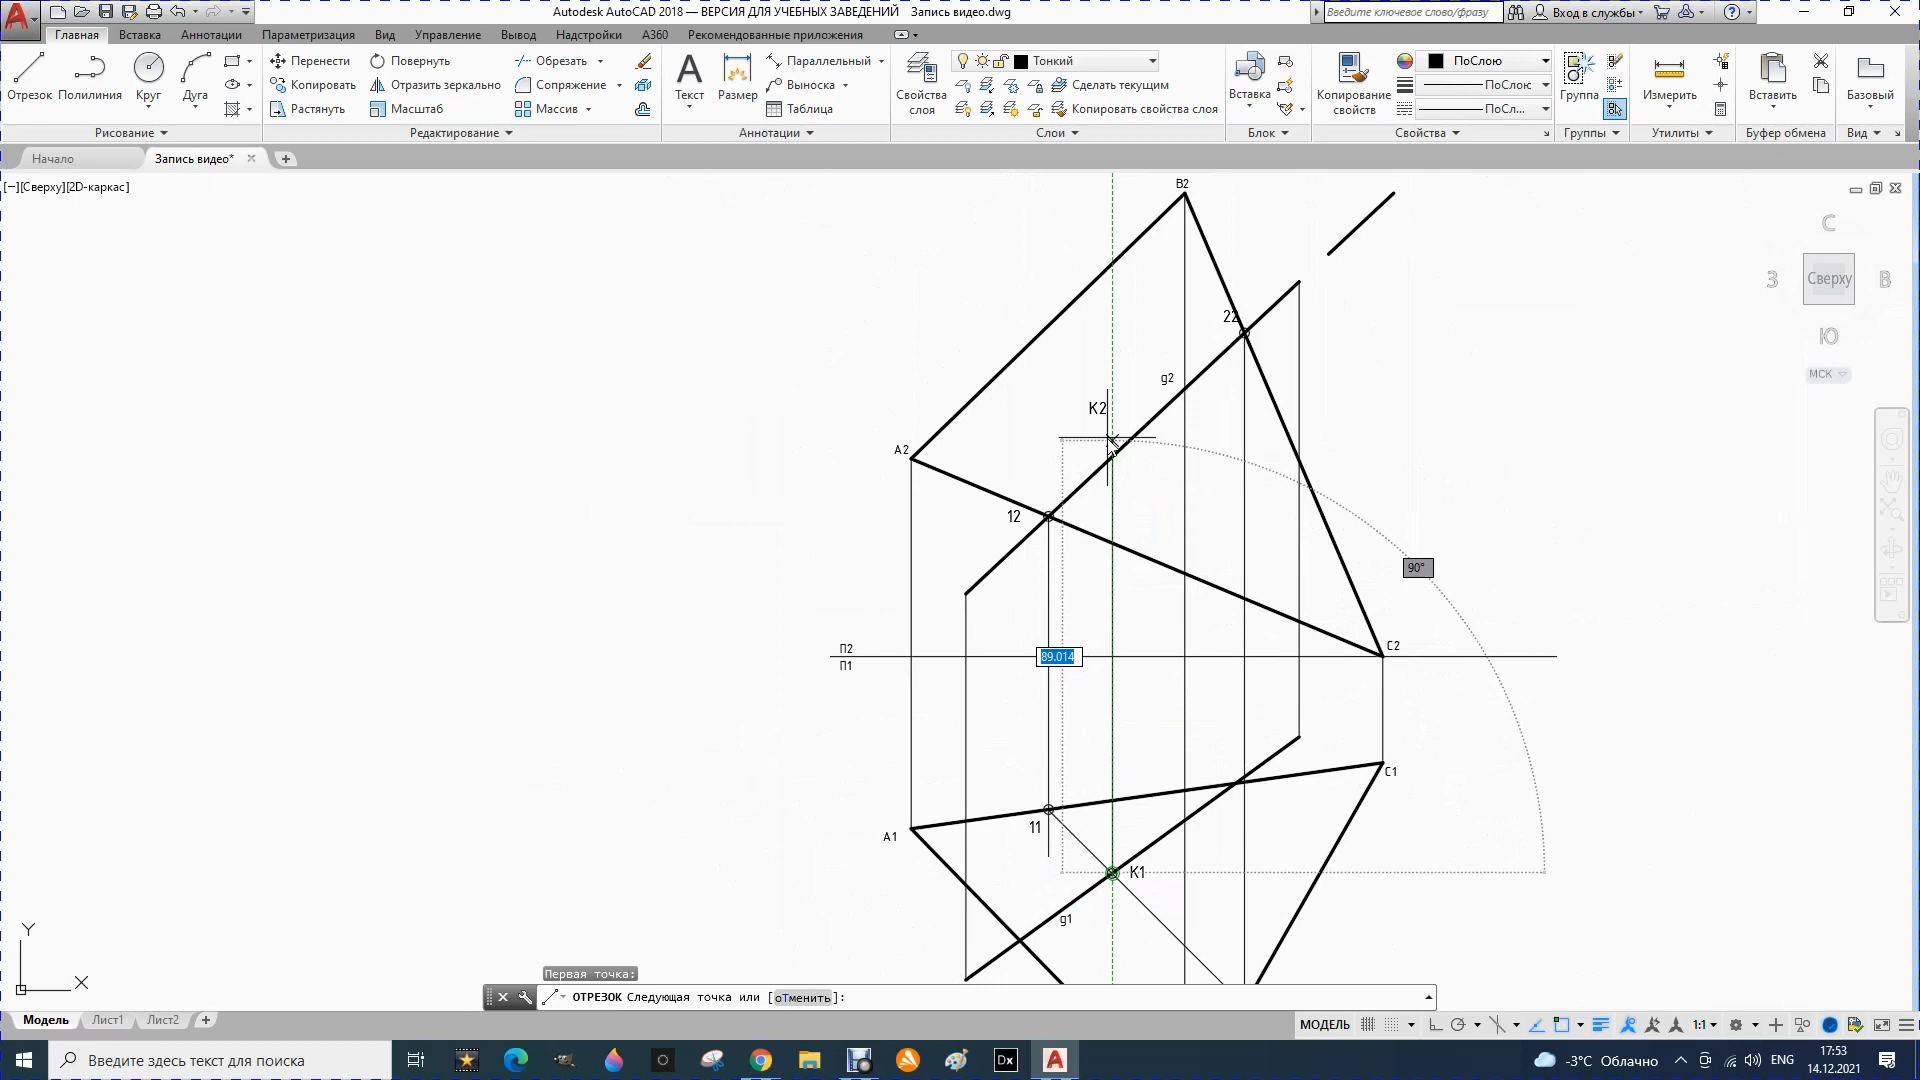 Autodesk AutoCAD 2018 — ВЕРСИЯ ДЛЯ УЧЕБНЫХ ЗАВЕДЕНИЙ Запись видео.dwg
Введите ключевое слово/фразу
Вход в службы
Главная Вставка Аннотации Параметризация Вид Управление Вывод Надстройки A360 Рекомендованные приложения
Отрезок Полилиния Круг Дуга
Перенести Повернуть Обрезать
Копировать Отразить зеркально Сопряжение
Растянуть Масштаб Массив
Текст Размер
Параллельный
Выноска
Таблица
Свойства слоя
Тонкий
Сделать текущим
Копировать свойства слоя
Вставка
Копирование свойств
ПоСлою
ПоСлою
ПоСл...
Группа Измерить Вставить Базовый
Рисование Редактирование Аннотации Слои Блок Свойства Группы Утилиты Буфер обмена Вид
Начало Запись видео*
[−][Сверху][2D-каркас]
С
З Сверху В
Ю
МСК
B2
22
g2
K2
A2
12
90°
C2
П2
П1
89.014
C1
11
A1
K1
g1
Y
X
Первая точка:
ОТРЕЗОК Следующая точка или [оТменить]:
Модель Лист1 Лист2
МОДЕЛЬ 1:1
Введите здесь текст для поиска
Dx
-3°C Облачно
ENG
17:53
14.12.2021